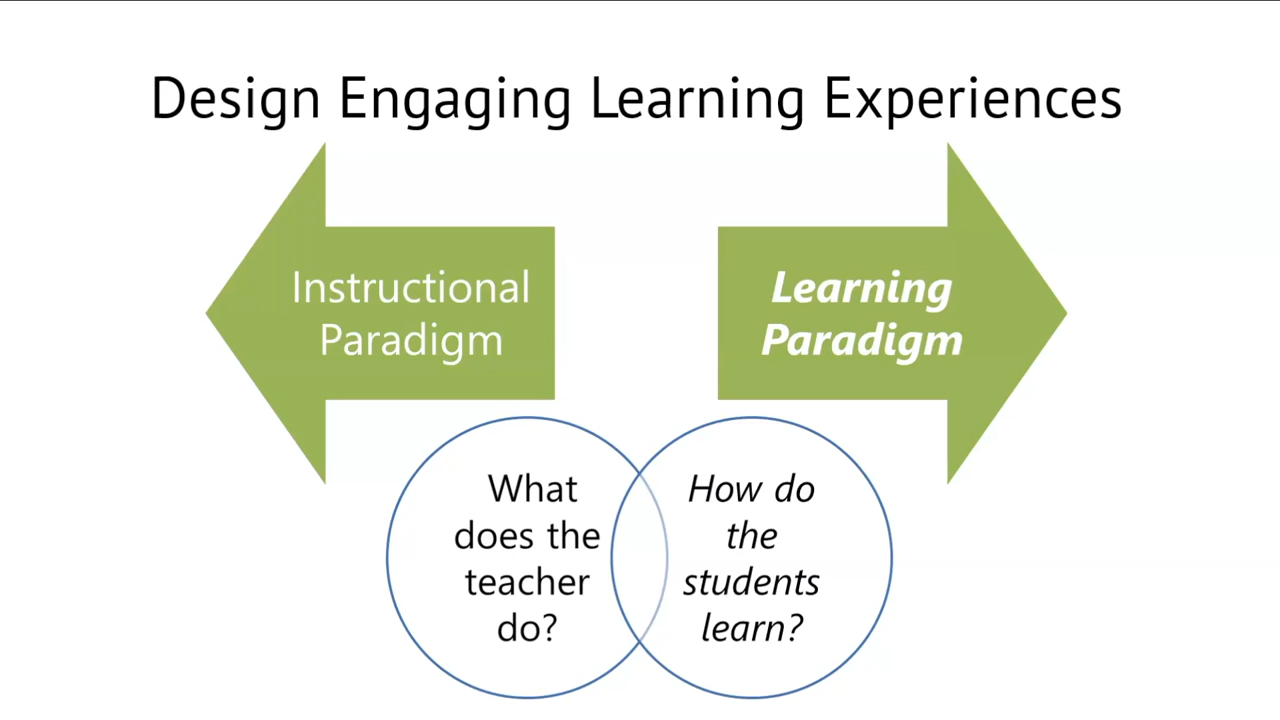 Design Engaging Learning Experiences
Instructional
Paradigm
Learning
Paradigm
What
does the
teacher
do?
How do
the
students
learn?